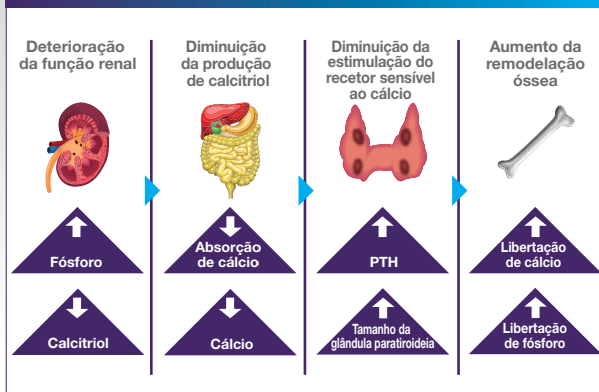 Deterioração
da função renal
Diminuição
da produção
de calcitriol
Diminuição da
estimulação do
recetor sensível
ao cálcio
Aumento da
remodelação
óssea
Fósforo
Absorção
de cálcio
PTH
Libertação
de cálcio
Calcitriol
Cálcio
Tamanho da
glândula paratiroideia
Libertação
de fósforo